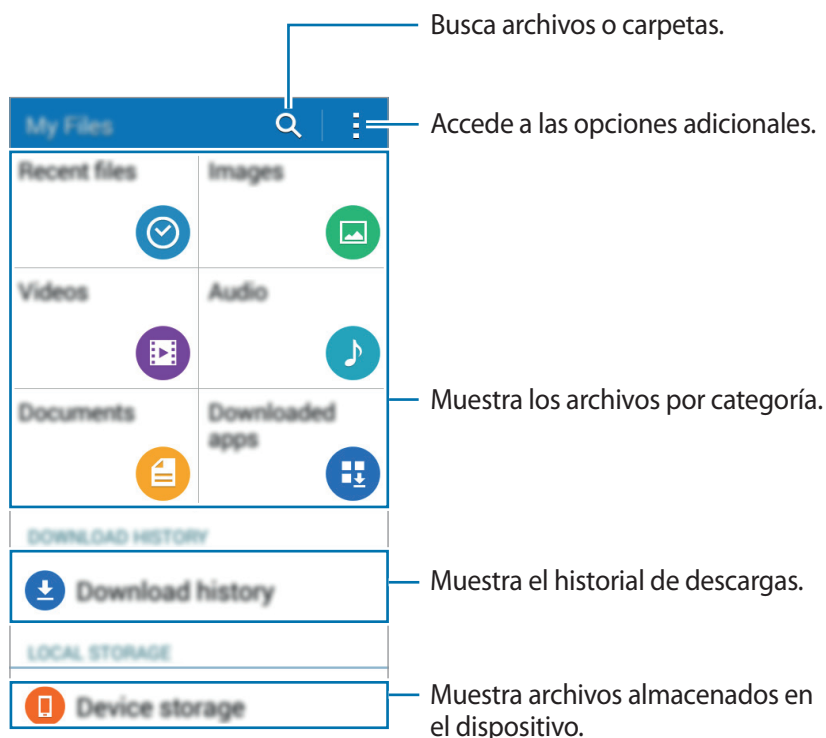 Busca archivos o carpetas.
My Files
Accede a las opciones adicionales.
Recent files
Images
Videos
Audio
Muestra los archivos por categoría.
Documents
Downloaded
apps
DOWNLOAD HISTORY
Download history
Muestra el historial de descargas.
LOCAL STORAGE
Device storage
Muestra archivos almacenados en
el dispositivo.